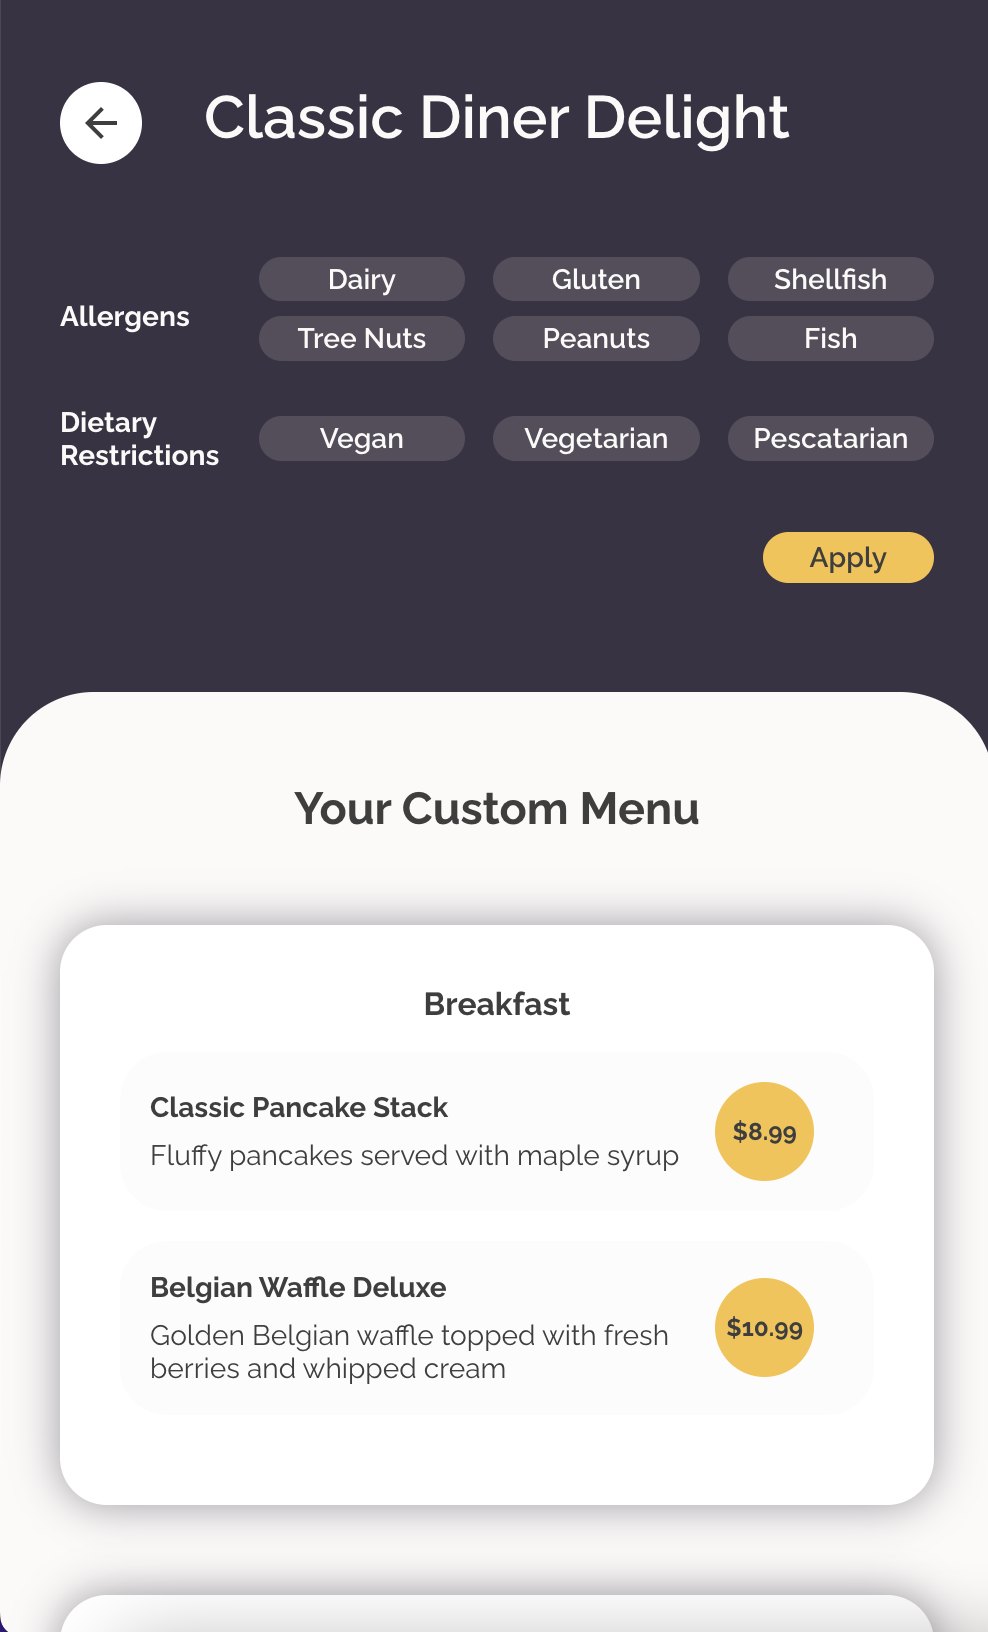 Classic Diner Delight
Allergens
Dairy
Gluten
Shellfish
Tree Nuts
Peanuts
Fish
Dietary
Restrictions
Vegan
Vegetarian
Pescatarian
Apply
Your Custom Menu
Breakfast
Classic Pancake Stack
Fluffy pancakes served with maple syrup
$8.99
Belgian Waffle Deluxe
Golden Belgian waffle topped with fresh
berries and whipped cream
$10.99